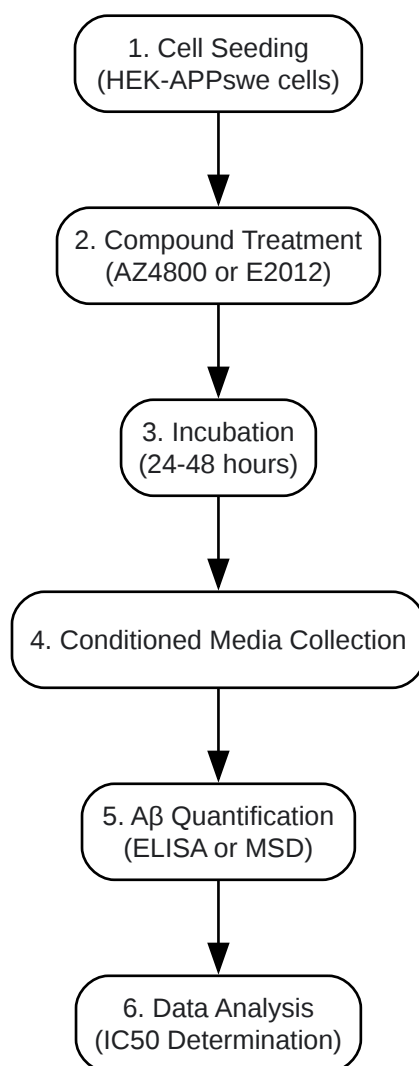 1. Cell Seeding
(HEK-APPswe cells)
2. Compound Treatment
(AZ4800 or E2012)
3. Incubation
(24-48 hours)
4. Conditioned Media Collection
5. Aβ Quantification
(ELISA or MSD)
6. Data Analysis
(IC50 Determination)